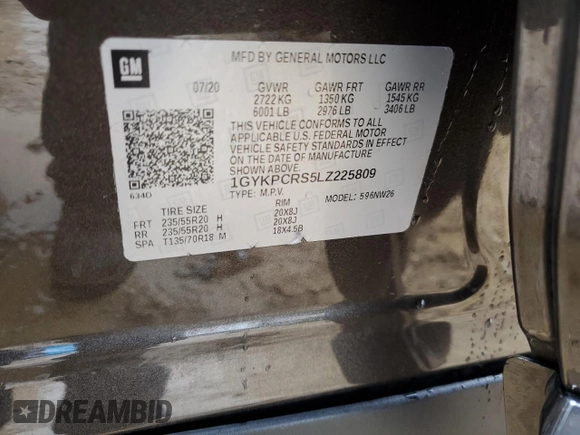 GM
MFD BY GENERAL MOTORS LLC
07/20 GVWR GAWR FRT GAWR RR
2722 KG 1350 KG 1545 KG
6001 LB 2976 LB 3406 LB
THIS VEHICLE CONFORMS TO ALL
APPLICABLE U.S. FEDERAL MOTOR
VEHICLE SAFETY STANDARDS IN EFFECT
ON THE DATE OF MANUFACTURE
SHOWN ABOVE
634D
1GYKPCRS5LZ225809
TYPE: M.P.V. MODEL: 596NW26
TIRE SIZE RIM
FRT 235/55R20 H 20X8J
RR 235/55R20 H 20X8J
SPA T135/70R18 M 18X4.5B
DREAMBID